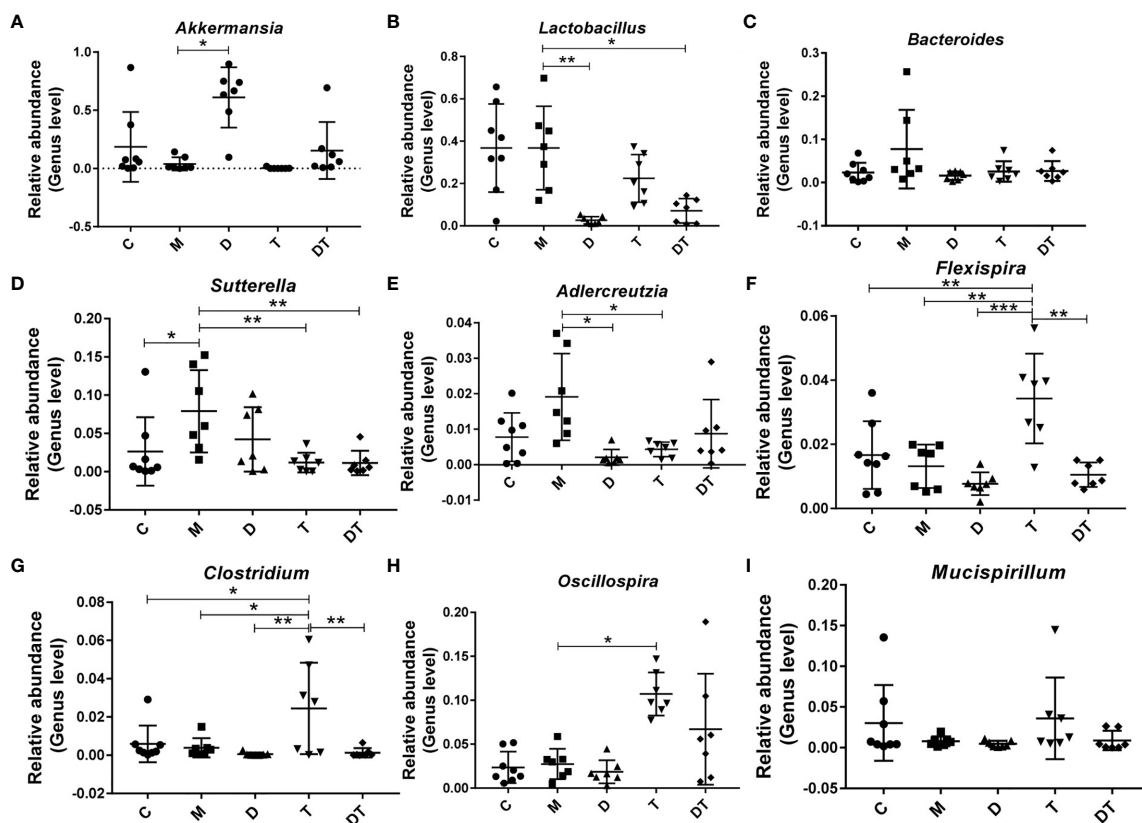 A
Akkermansia
Relative abundance
(Genus level)
1.0
0.5
0.0
-0.5
*
C M D T DT
B
Lactobacillus
Relative abundance
(Genus level)
0.8
0.6
0.4
0.2
0.0
*
**
C M D T DT
C
Bacteroides
Relative abundance
(Genus level)
0.3
0.2
0.1
0.0
-0.1
C M D T DT
D
Sutterella
Relative abundance
(Genus level)
0.20
0.15
0.10
0.05
0.00
-0.05
**
**
*
C M D T DT
E
Adlercreutzia
Relative abundance
(Genus level)
0.04
0.03
0.02
0.01
0.00
-0.01
*
*
C M D T DT
F
Flexispira
Relative abundance
(Genus level)
0.06
0.04
0.02
0.00
**
**
*** **
C M D T DT
G
Clostridium
Relative abundance
(Genus level)
0.08
0.06
0.04
0.02
0.00
-0.02
*
*
** **
C M D T DT
H
Oscillospira
Relative abundance
(Genus level)
0.20
0.15
0.10
0.05
0.00
*
C M D T DT
I
Mucispirillum
Relative abundance
(Genus level)
0.20
0.15
0.10
0.05
0.00
-0.05
C M D T DT